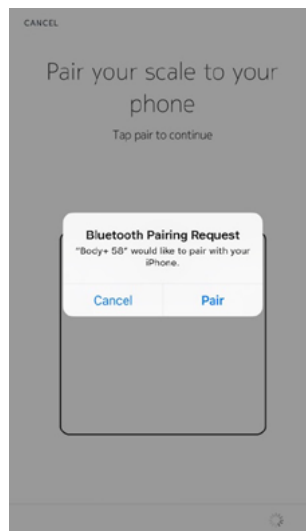 CANCEL
Pair your scale to your
phone
Tap pair to continue
Bluetooth Pairing Request
"Body+ 58" would like to pair with your
iPhone.
Cancel
Pair